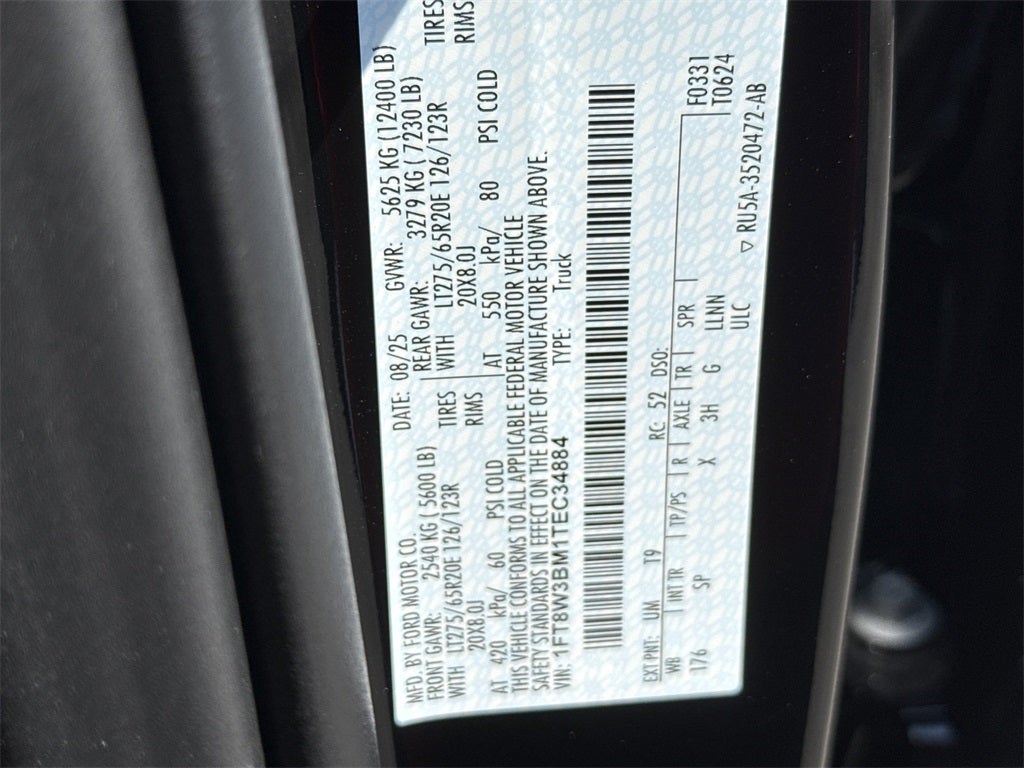 MFD. BY FORD MOTOR CO.
DATE: 08/25 GVWR: 5625 KG (12400 LB)
FRONT GAWR: 2540 KG ( 5600 LB)
REAR GAWR: 3279 KG ( 7230 LB)
WITH LT275/65R20E 126/123R TIRES
WITH LT275/65R20E 126/123R TIRES
20X8.0J RIMS
20X8.0J RIMS
AT 420 kPa/ 60 PSI COLD
AT 550 kPa/ 80 PSI COLD
THIS VEHICLE CONFORMS TO ALL APPLICABLE FEDERAL MOTOR VEHICLE
SAFETY STANDARDS IN EFFECT ON THE DATE OF MANUFACTURE SHOWN ABOVE.
VIN: 1FT8W3BM1TEC34884 TYPE: Truck
EXT PNT: UM T9 RC: 52 DSO:
WB INT TR TP/PS R AXLE TR SPR F0331
176 SP X 3H G LLNN T0624
ULC
▽ RU5A-3520472-AB